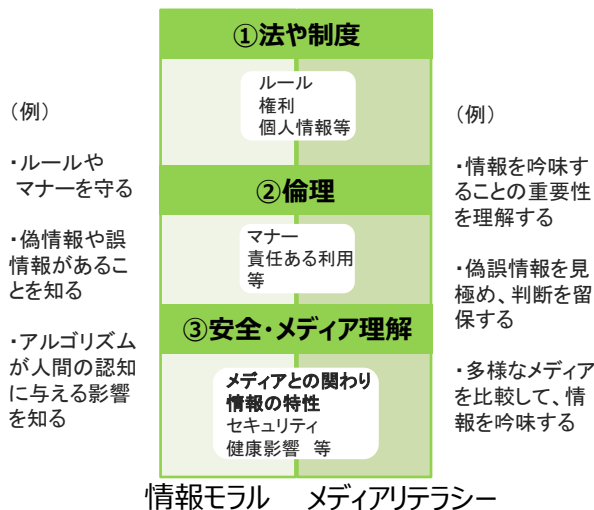 ①法や制度
ルール
権利
個人情報等
②倫理
マナー
責任ある利用
等
③安全・メディア理解
メディアとの関わり
情報の特性
セキュリティ
健康影響 等
(例)
・ルールや
マナーを守る
・偽情報や誤
情報があるこ
とを知る
・アルゴリズム
が人間の認知
に与える影響
を知る
(例)
・情報を吟味す
ることの重要性
を理解する
・偽誤情報を見
極め、判断を留
保する
・多様なメディア
を比較して、情
報を吟味する
情報モラル メディアリテラシー